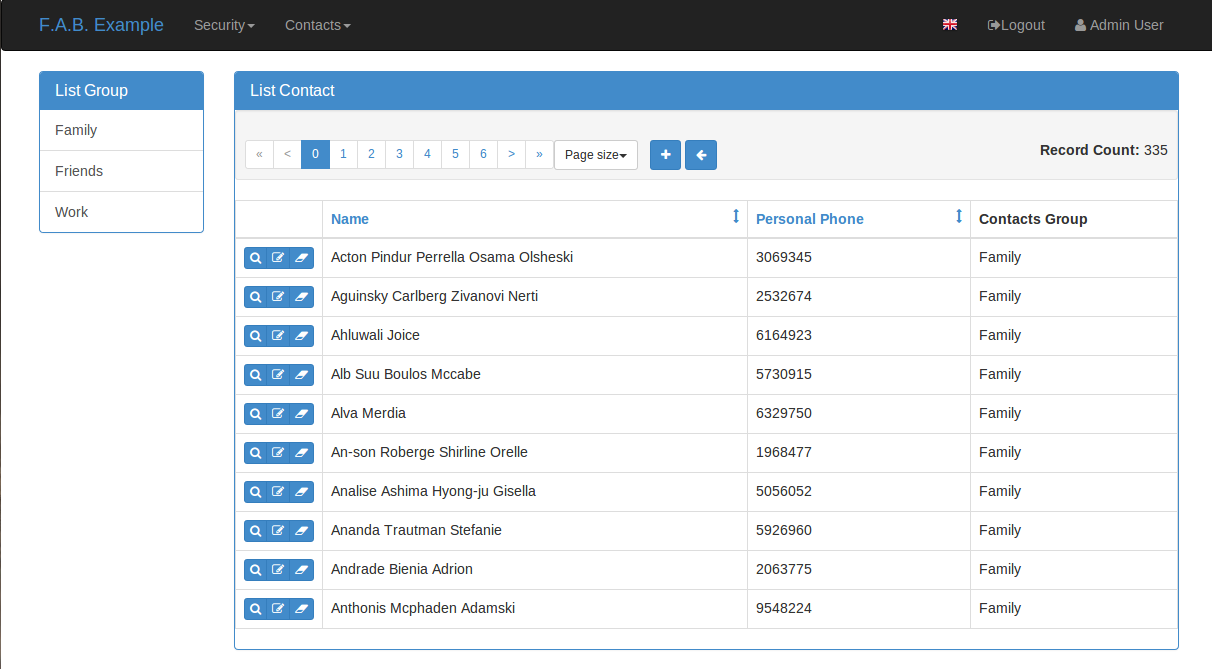 F.A.B. Example Security Contacts Logout Admin User
List Group
Family
Friends
Work
List Contact
« < 0 1 2 3 4 5 6 > » Page size Record Count: 335
Name Personal Phone Contacts Group
Acton Pindur Perrella Osama Olsheski 3069345 Family
Aguinsky Carlberg Zivanovi Nerti 2532674 Family
Ahluwali Joice 6164923 Family
Alb Suu Boulos Mccabe 5730915 Family
Alva Merdia 6329750 Family
An-son Roberge Shirline Orelle 1968477 Family
Analise Ashima Hyong-ju Gisella 5056052 Family
Ananda Trautman Stefanie 5926960 Family
Andrade Bienia Adrion 2063775 Family
Anthonis Mcphaden Adamski 9548224 Family